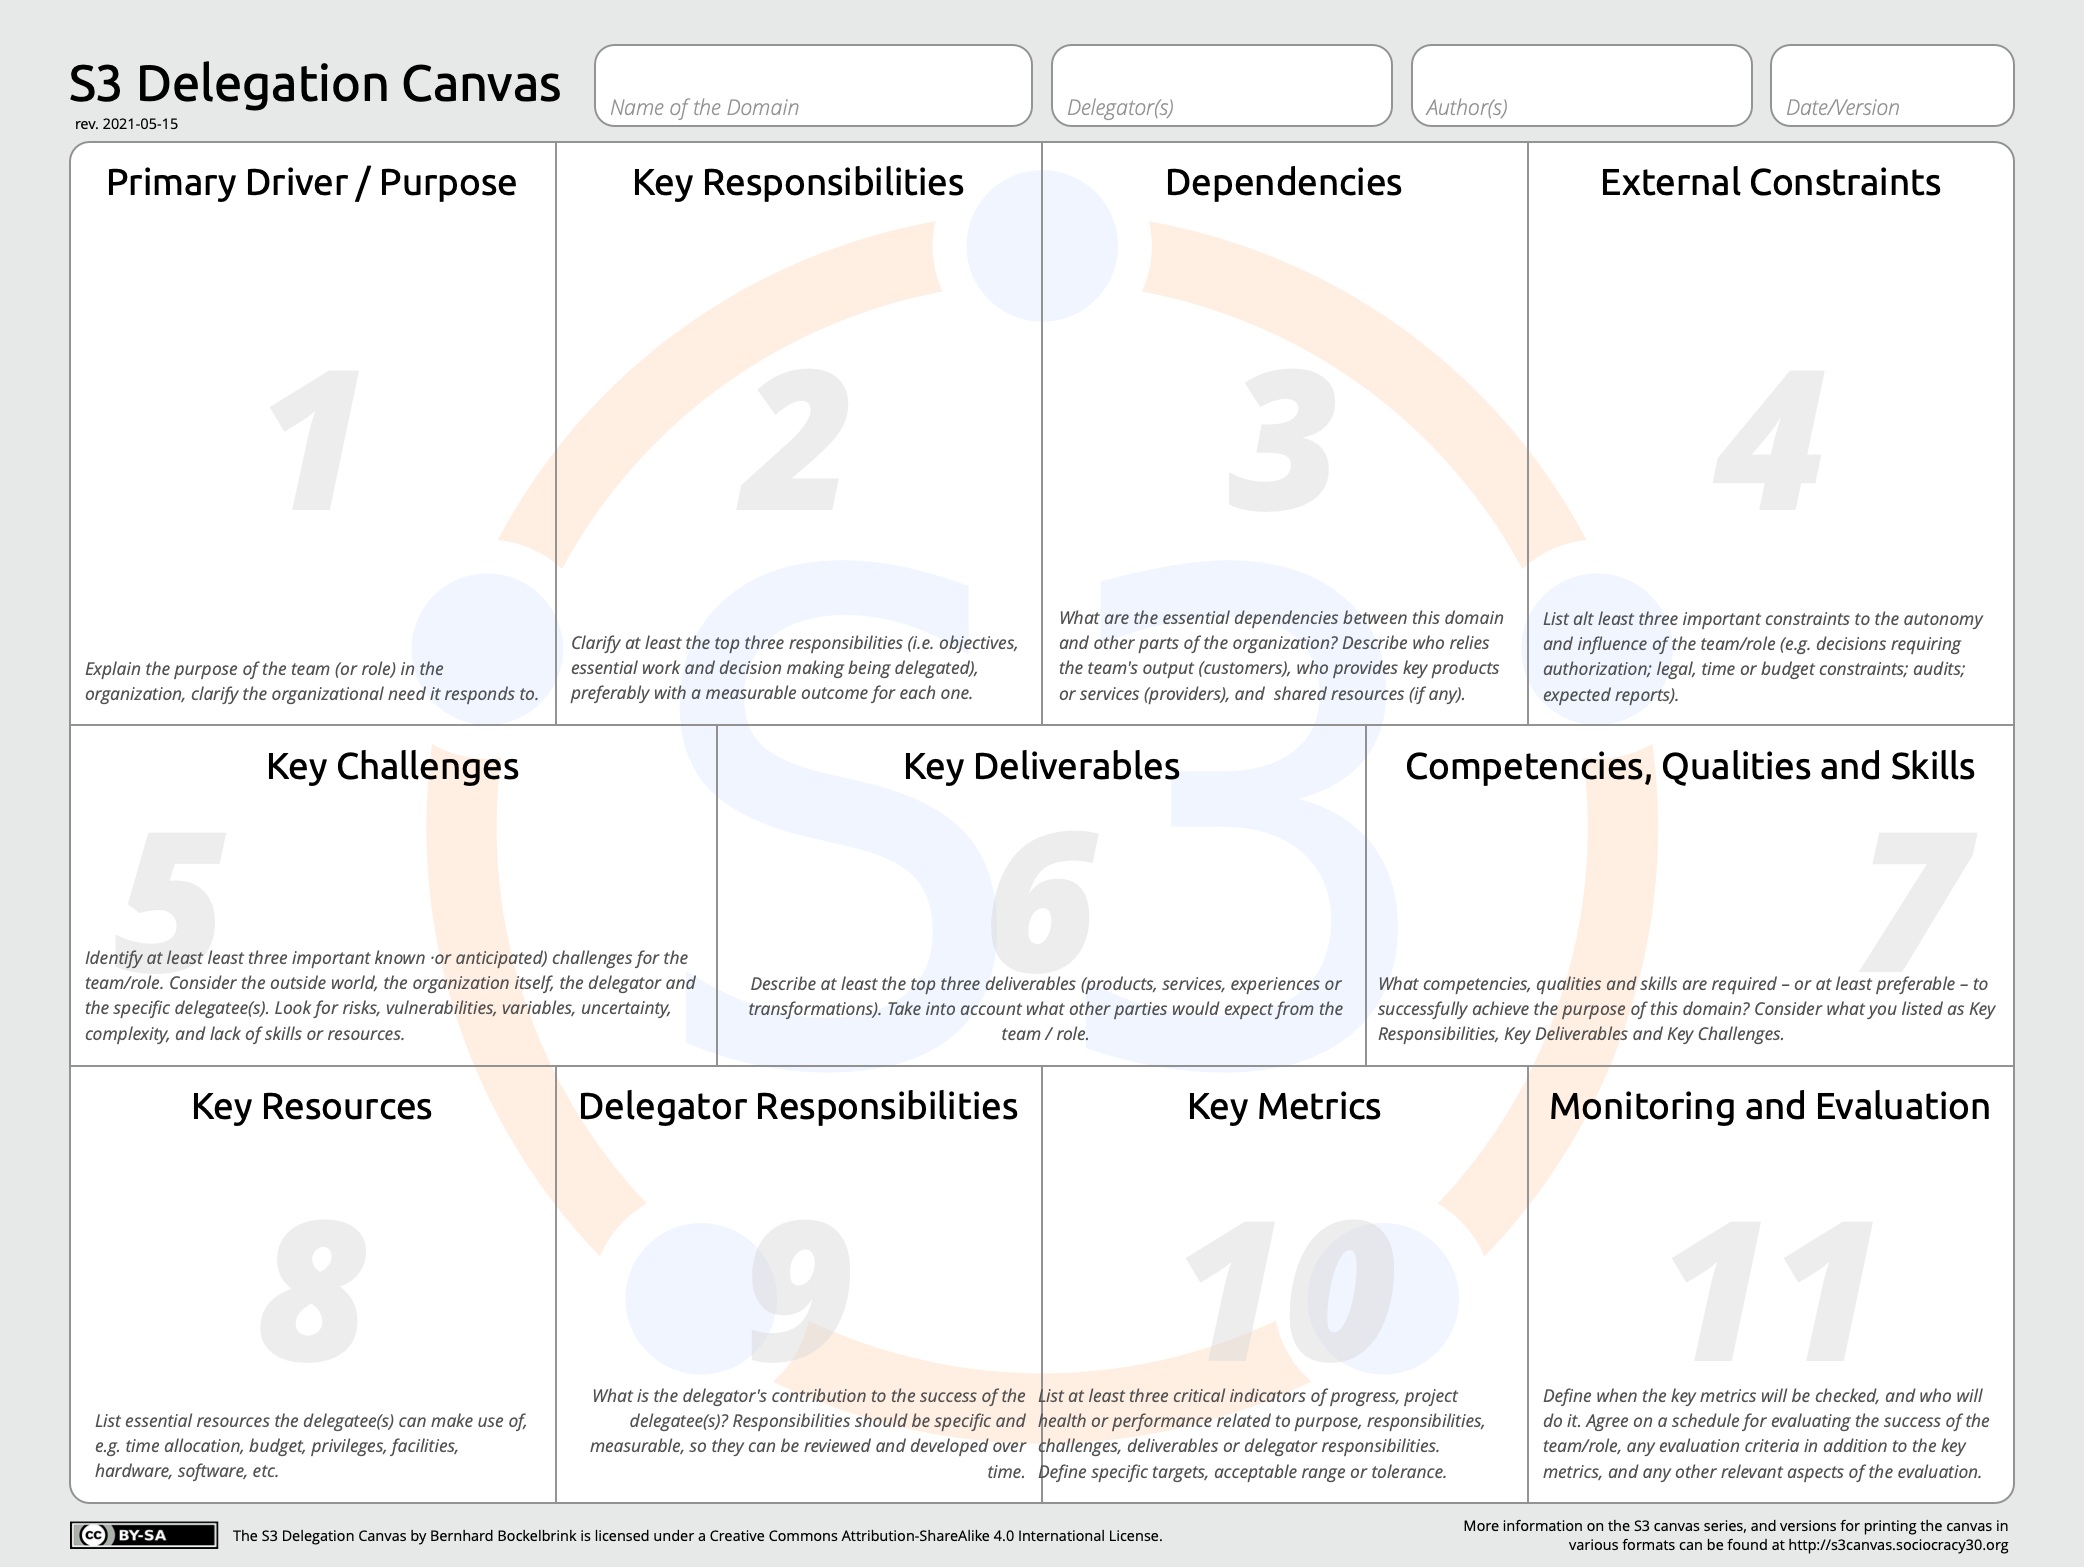 S3 Delegation Canvas
rev. 2021-05-15
Name of the Domain
Delegator(s)
Author(s)
Date/Version
Primary Driver / Purpose
1
Explain the purpose of the team (or role) in the
organization, clarify the organizational need it responds to.
Key Responsibilities
2
Clarify at least the top three responsibilities (i.e. objectives,
essential work and decision making being delegated),
preferably with a measurable outcome for each one.
Dependencies
3
What are the essential dependencies between this domain
and other parts of the organization? Describe who relies
the team's output (customers), who provides key products
or services (providers), and  shared resources (if any).
External Constraints
4
List alt least three important constraints to the autonomy
and influence of the team/role (e.g. decisions requiring
authorization; legal, time or budget constraints; audits;
expected reports).
S3
Key Challenges
5
Identify at least least three important known ·or anticipated) challenges for the
team/role. Consider the outside world, the organization itself, the delegator and
the specific delegatee(s). Look for risks, vulnerabilities, variables, uncertainty,
complexity, and lack of skills or resources.
Key Deliverables
6
Describe at least the top three deliverables (products, services, experiences or
transformations). Take into account what other parties would expect from the
team / role.
Competencies, Qualities and Skills
7
What competencies, qualities and skills are required – or at least preferable – to
successfully achieve the purpose of this domain? Consider what you listed as Key
Responsibilities, Key Deliverables and Key Challenges.
Key Resources
8
List essential resources the delegatee(s) can make use of,
e.g. time allocation, budget, privileges, facilities,
hardware, software, etc.
Delegator Responsibilities
9
What is the delegator's contribution to the success of the
delegatee(s)? Responsibilities should be specific and
measurable, so they can be reviewed and developed over
time.
Key Metrics
10
List at least three critical indicators of progress, project
health or performance related to purpose, responsibilities,
challenges, deliverables or delegator responsibilities.
Define specific targets, acceptable range or tolerance.
Monitoring and Evaluation
11
Define when the key metrics will be checked, and who will
do it. Agree on a schedule for evaluating the success of the
team/role, any evaluation criteria in addition to the key
metrics, and any other relevant aspects of the evaluation.
cc BY-SA
The S3 Delegation Canvas by Bernhard Bockelbrink is licensed under a Creative Commons Attribution-ShareAlike 4.0 International License.
More information on the S3 canvas series, and versions for printing the canvas in
various formats can be found at http://s3canvas.sociocracy30.org